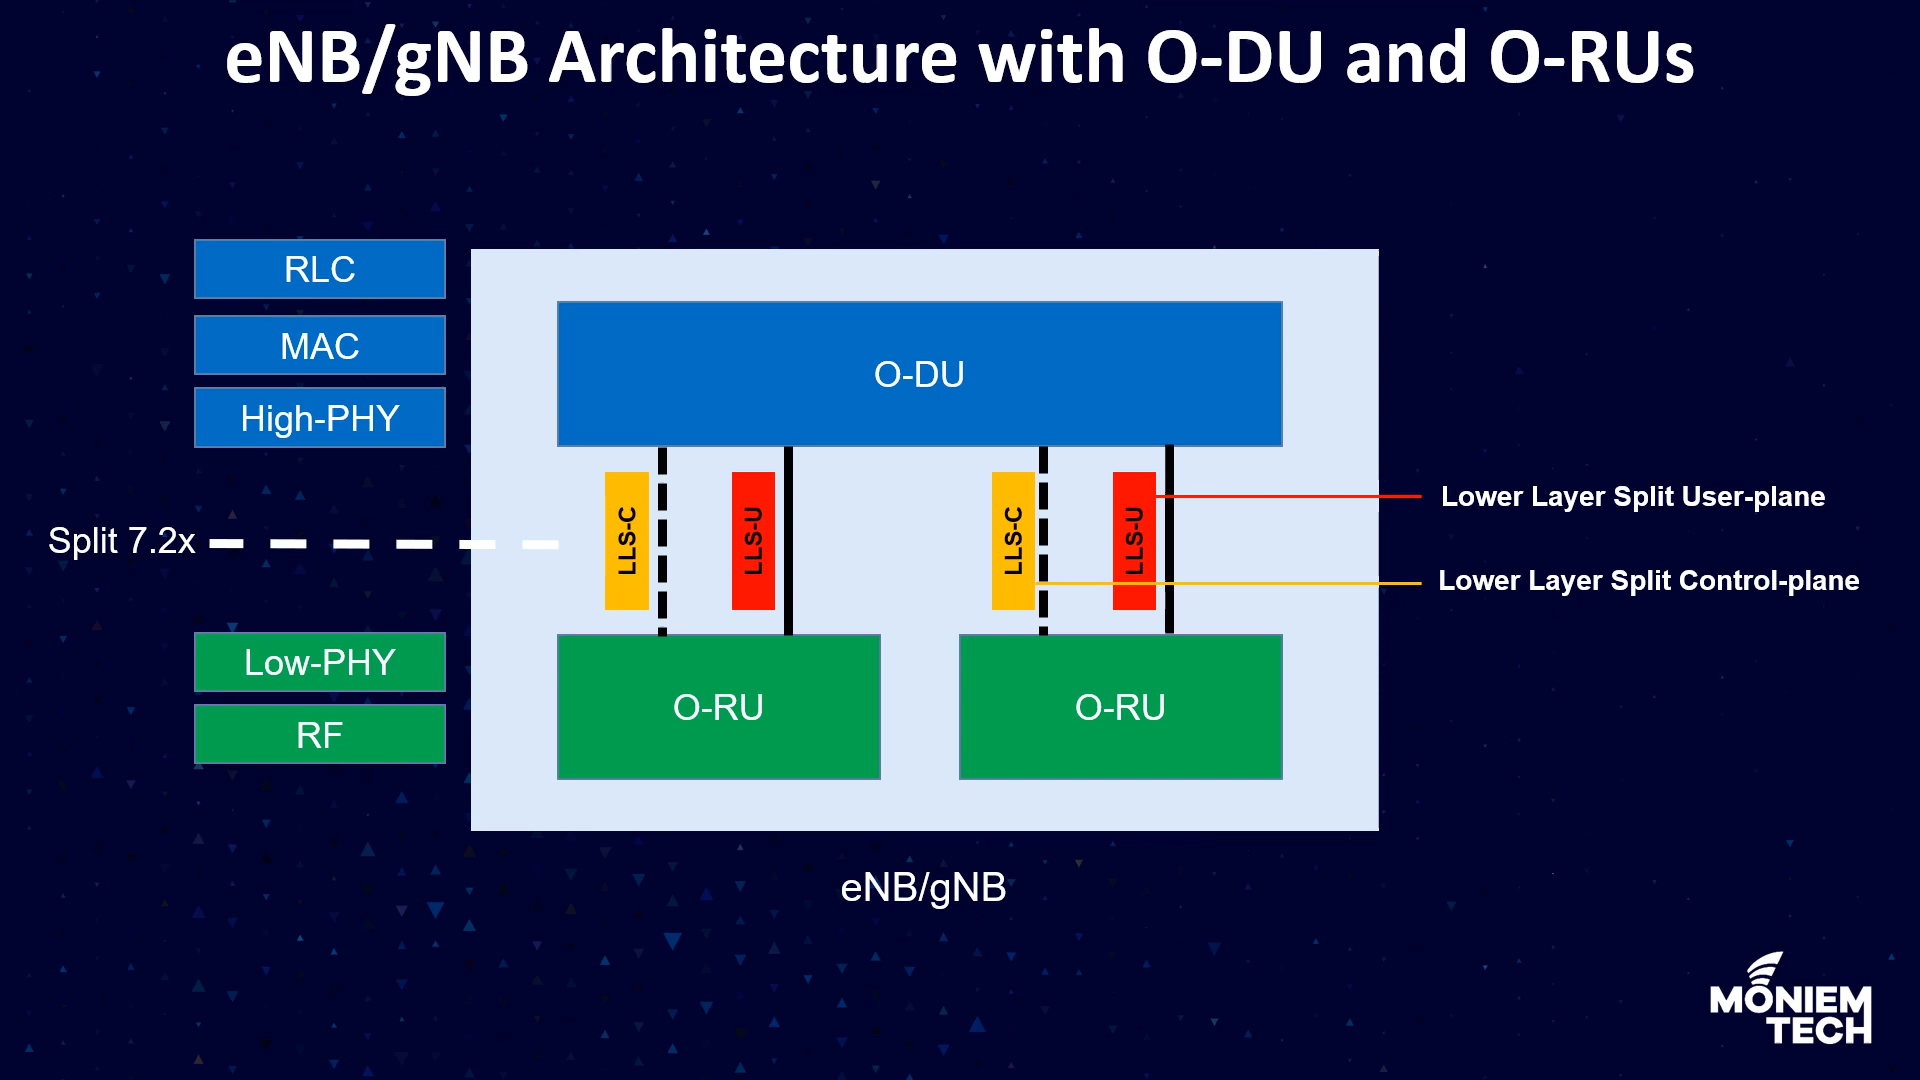 eNB/gNB Architecture with O-DU and O-RUs
RLC
MAC
High-PHY
Split 7.2x
Low-PHY
RF
O-DU
LLS-C
LLS-U
LLS-C
LLS-U
O-RU
O-RU
Lower Layer Split User-plane
Lower Layer Split Control-plane
eNB/gNB
MONIEM
TECH